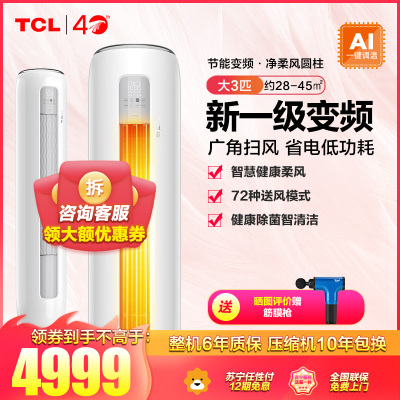 TCL 40
AI
一键调温
节能变频·净柔风圆柱
大3匹 约28-45㎡
新一级变频
广角扫风 省电低功耗
智慧健康柔风
72种送风模式
健康除菌智清洁
拆
咨询客服
领大额优惠券
送
晒图评价赠
筋膜枪
领券到手不高于:
4999
整机6年质保 压缩机10年包换
苏宁任性付
12期免息
全国联保
免费上门